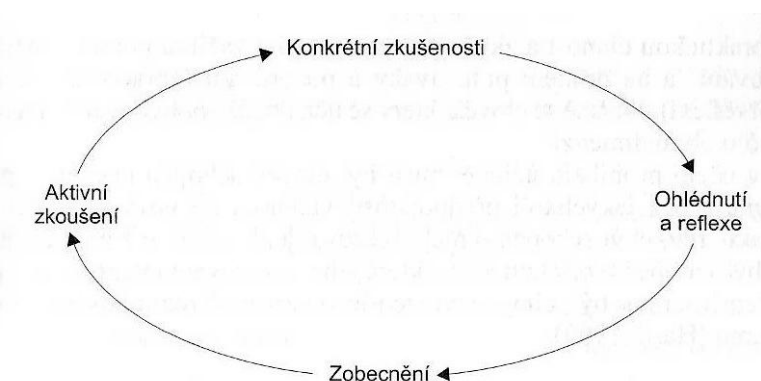 Konkrétní zkušenosti
Aktivní
zkoušení
Ohlédnutí
a reflexe
Zobecnění